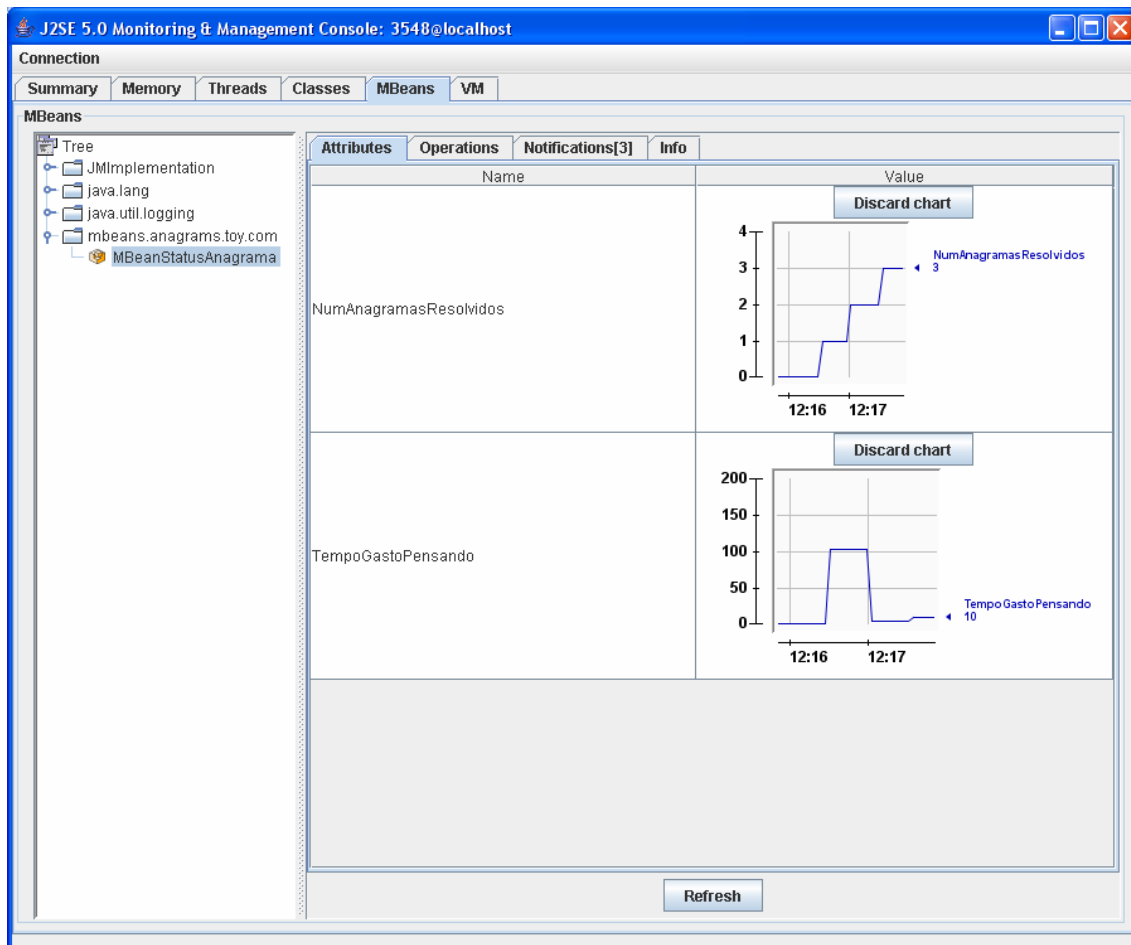 J2SE 5.0 Monitoring & Management Console: 3548@localhost
Connection
Summary Memory Threads Classes MBeans VM
MBeans
Tree
JMImplementation
java.lang
java.util.logging
mbeans.anagrams.toy.com
MBeanStatusAnagrama
Attributes Operations Notifications[3] Info
Name Value
NumAnagramasResolvidos
Discard chart
4
3
2
1
0
12:16 12:17
NumAnagramasResolvidos
3
TempoGastoPensando
Discard chart
200
150
100
50
0
12:16 12:17
TempoGastoPensando
10
Refresh